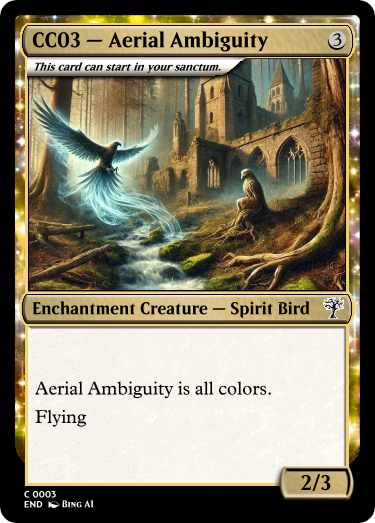 CC03 — Aerial Ambiguity 3
This card can start in your sanctum.
Enchantment Creature — Spirit Bird
Aerial Ambiguity is all colors.
Flying
2/3
C 0003
END Bing AI